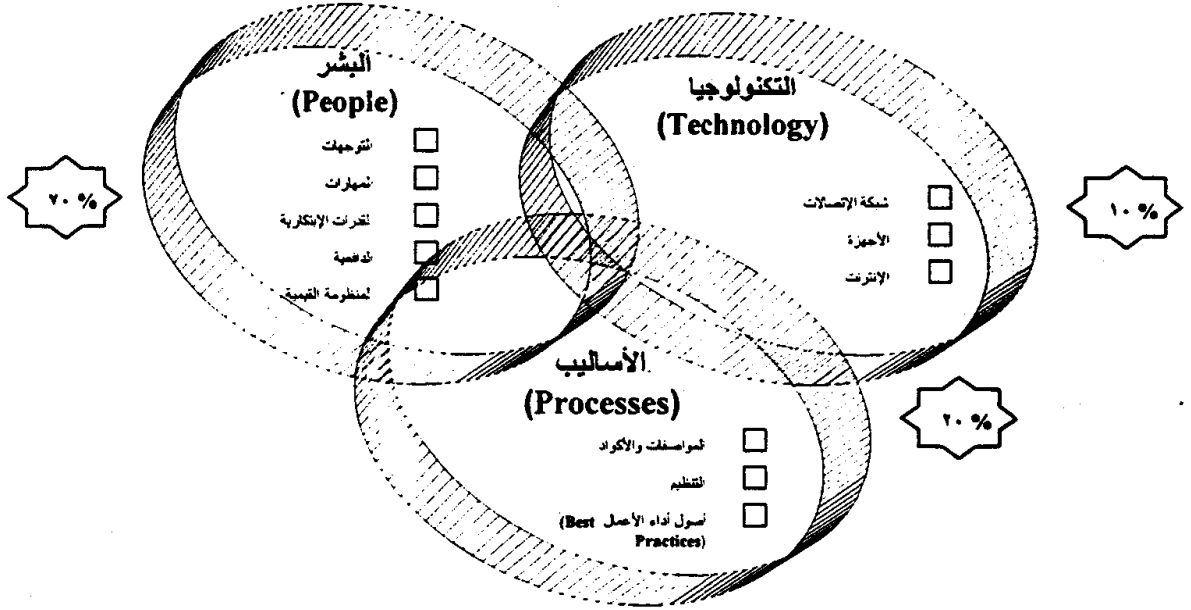 البشر
(People)
التوجهات
المهارات
القدرات الإبتكارية
الدافعية
المنظومة القيمية
٧٠ %
التكنولوجيا
(Technology)
شبكة الإتصالات
الأجهزة
الإنترنت
١٠ %
الأساليب
(Processes)
المواصفات والأكواد
التنظيم
أصول أداء الأعمال (Best
Practices)
٢٠ %